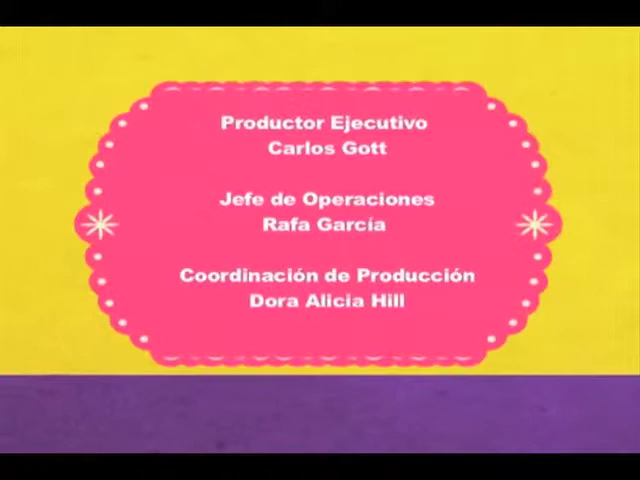 Productor Ejecutivo
Carlos Gott
Jefe de Operaciones
Rafa García
Coordinación de Producción
Dora Alicia Hill